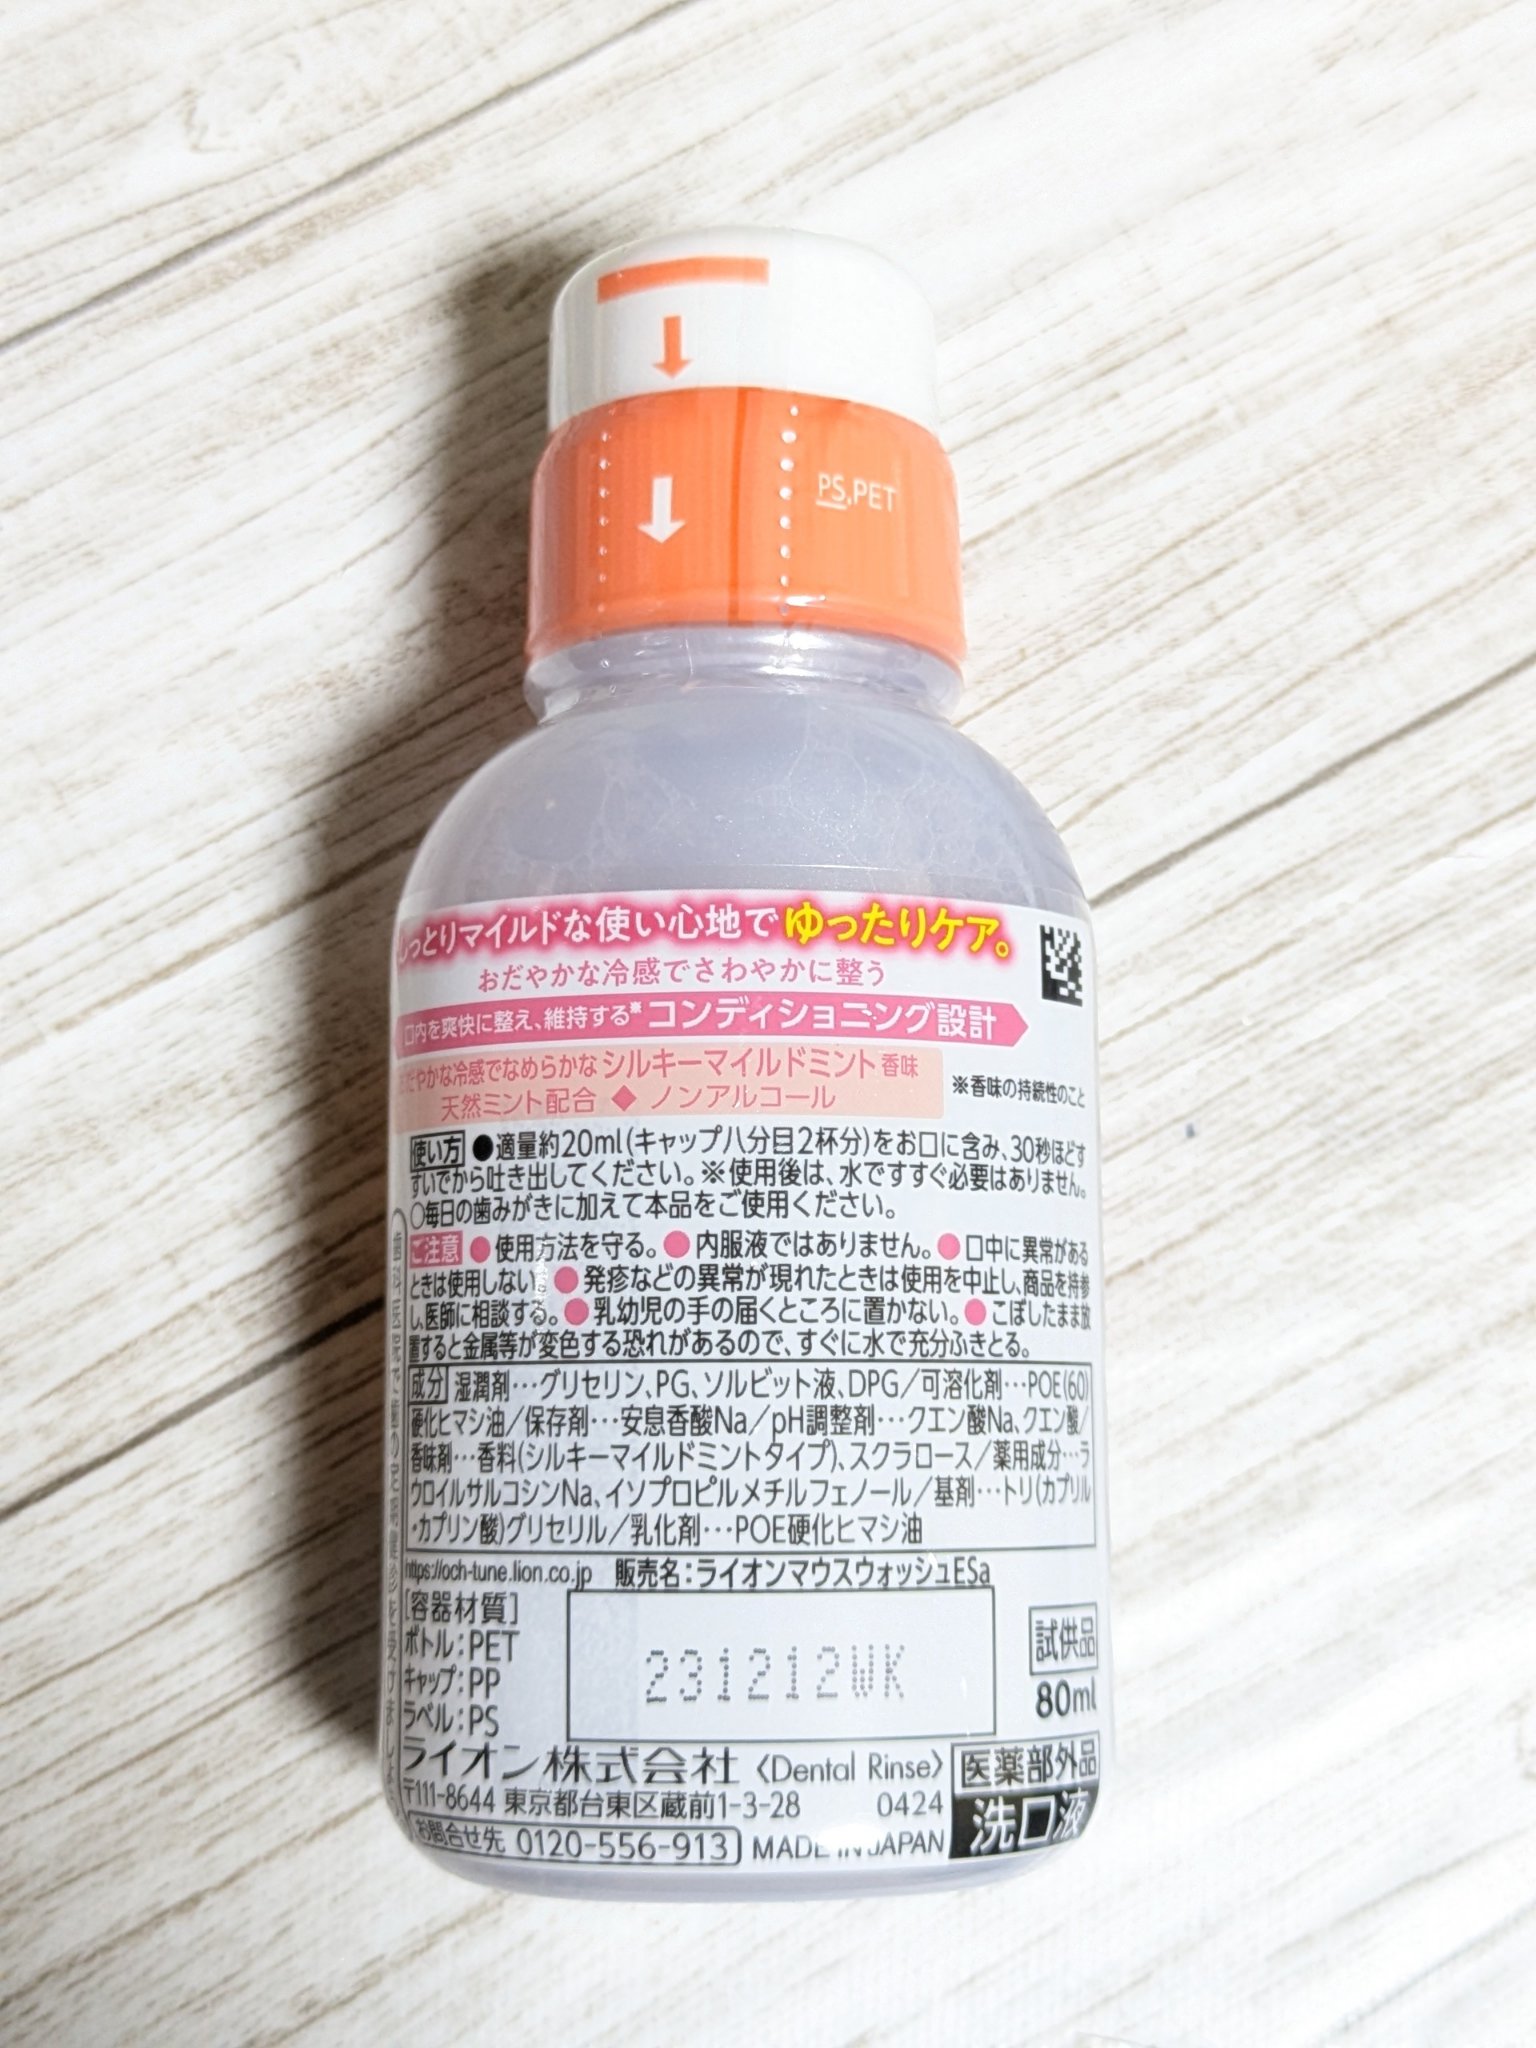 PS,PET
しっとりマイルドな使い心地でゆったりケア。
おだやかな冷感でさわやかに整う
口内を爽快に整え、維持する※コンディショニング設計
だやかな冷感でなめらかなシルキーマイルドミント香味
※香味の持続性のこと
天然ミント配合 ◆ ノンアルコール
使い方 ●適量約20ml(キャップ八分目2杯分)をお口に含み、30秒ほどす
すいでから吐き出してください。※使用後は、水ですすぐ必要はありません。
○毎日の歯みがきに加えて本品をご使用ください。
ご注意 ●使用方法を守る。●内服液ではありません。●口中に異常がある
ときは使用しない。●発疹などの異常が現れたときは使用を中止し、商品を持参
し、医師に相談する。●乳幼児の手の届くところに置かない。●こぼしたまま放
置すると金属等が変色する恐れがあるので、すぐに水で充分ふきとる。
成分 湿潤剤…グリセリン、PG、ソルビット液、DPG／可溶化剤…POE(60)
硬化ヒマシ油／保存剤…安息香酸Na／pH調整剤…クエン酸Na、クエン酸／
香味剤…香料(シルキーマイルドミントタイプ)、スクラロース／薬用成分…ラ
ウロイルサルコシンNa、イソプロピルメチルフェノール／基剤…トリ(カプリル
・カプリン酸)グリセリル／乳化剤…POE硬化ヒマシ油
https://och-tune.lion.co.jp 販売名：ライオンマウスウォッシュESa
[容器材質]
ボトル：PET
キャップ：PP
ラベル：PS
231212WK
試供品
80ml
ライオン株式会社 〈Dental Rinse〉
〒111-8644 東京都台東区蔵前1-3-28 0424
お問合せ先 0120-556-913 MADE IN JAPAN
医薬部外品
洗口液
歯科医院で歯の定期健診を受けましょう